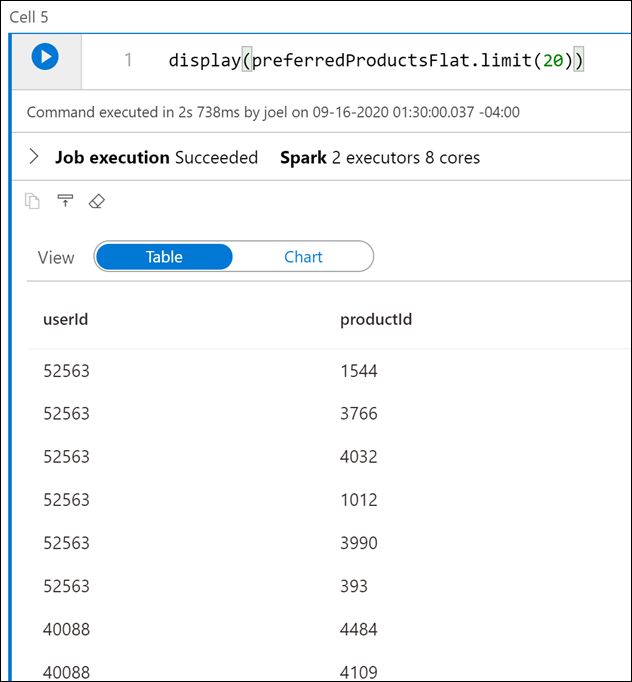 Cell 5
1 display(preferredProductsFlat.limit(20))
Command executed in 2s 738ms by joel on 09-16-2020 01:30:00.037 -04:00
Job execution Succeeded Spark 2 executors 8 cores
View Table Chart
userId productId
52563 1544
52563 3766
52563 4032
52563 1012
52563 3990
52563 393
40088 4484
40088 4109